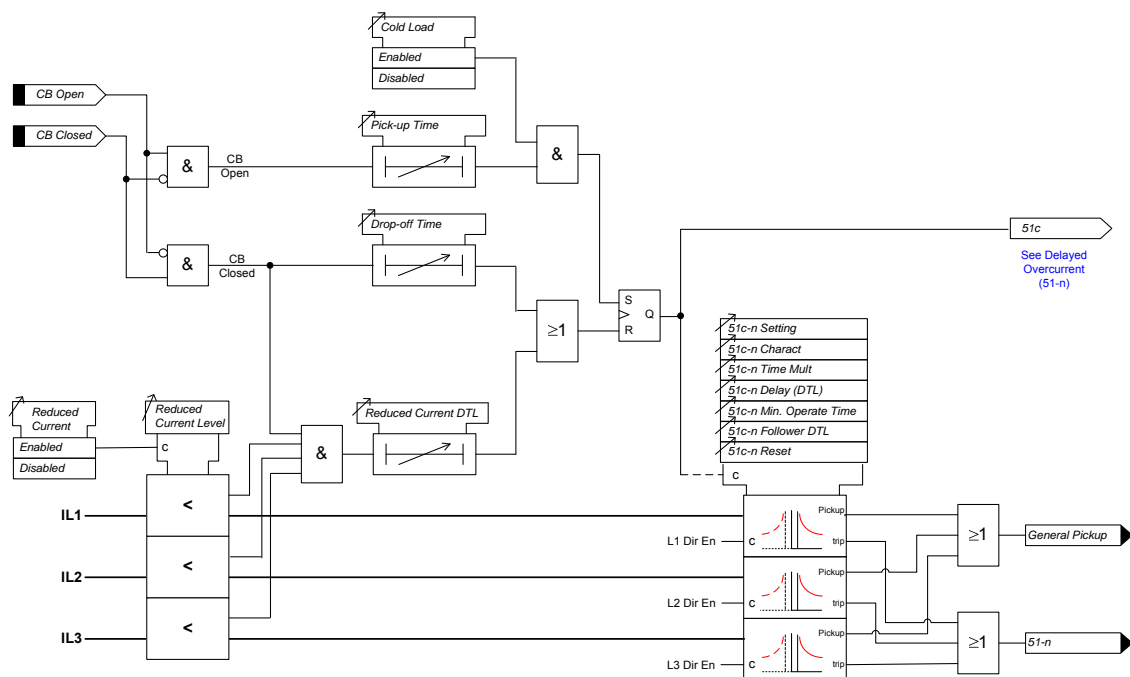 Cold Load
Enabled
Disabled
CB Open
CB Closed
Pick-up Time
&
CB
Open
&
Drop-off Time
&
CB
Closed
51c
See Delayed
Overcurrent
(51-n)
S
Q
R
≥1
51c-n Setting
51c-n Charact
51c-n Time Mult
51c-n Delay (DTL)
51c-n Min. Operate Time
51c-n Follower DTL
51c-n Reset
c
Reduced
Current
Enabled
Disabled
Reduced
Current Level
c
&
Reduced Current DTL
IL1
<
L1 Dir En
c
Pickup
trip
≥1
General Pickup
IL2
<
L2 Dir En
c
Pickup
trip
IL3
<
L3 Dir En
c
Pickup
trip
≥1
51-n